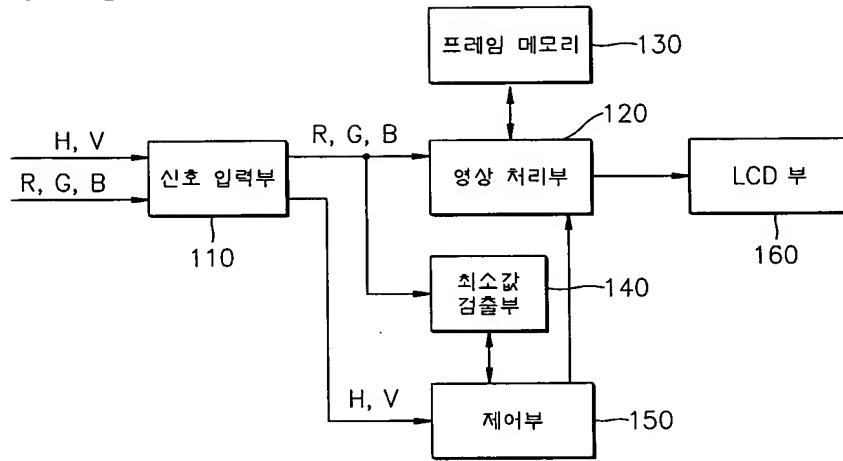 프레임 메모리
130
H, V
R, G, B
R, G, B
120
신호 입력부
영상 처리부
LCD 부
110
160
최소값
검출부
140
H, V
제어부
150